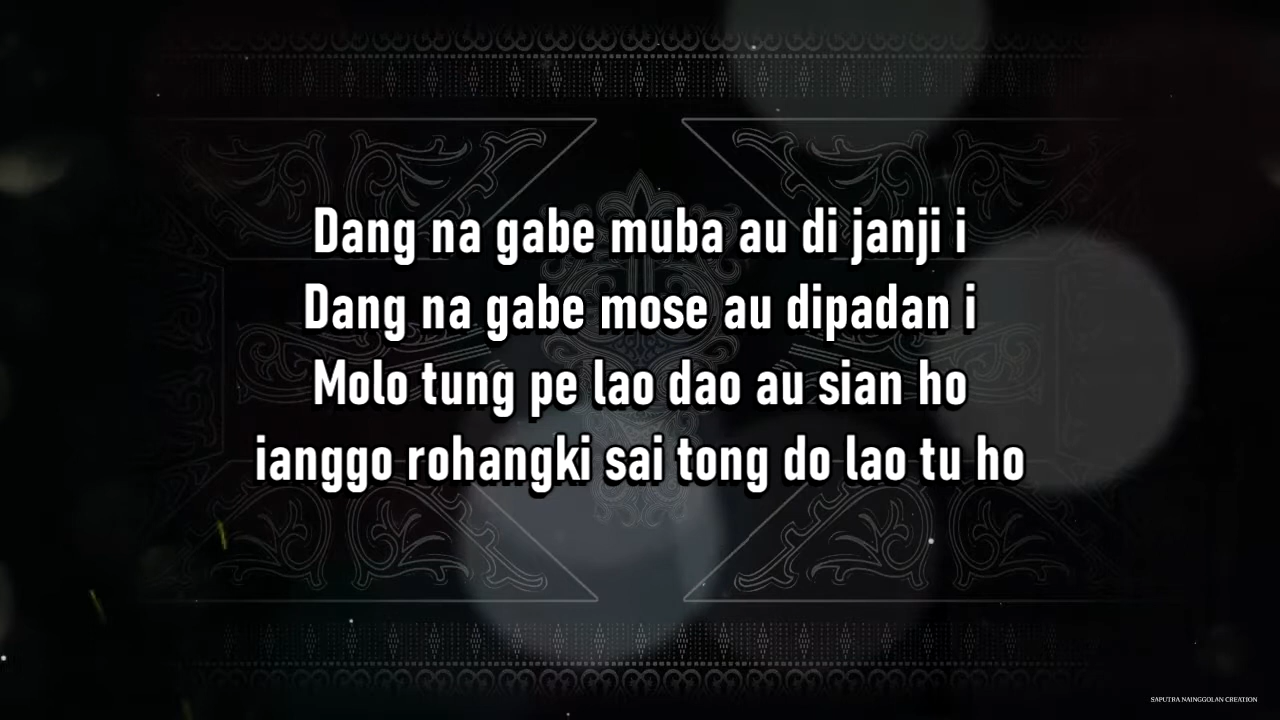 Dang na gabe muba au di janji i
Dang na gabe mose au dipadan i
Molo tung pe lao dao au sian ho
ianggo rohangki sai tong do lao tu ho
SAPUTRA NAINGGOLAN CREATION